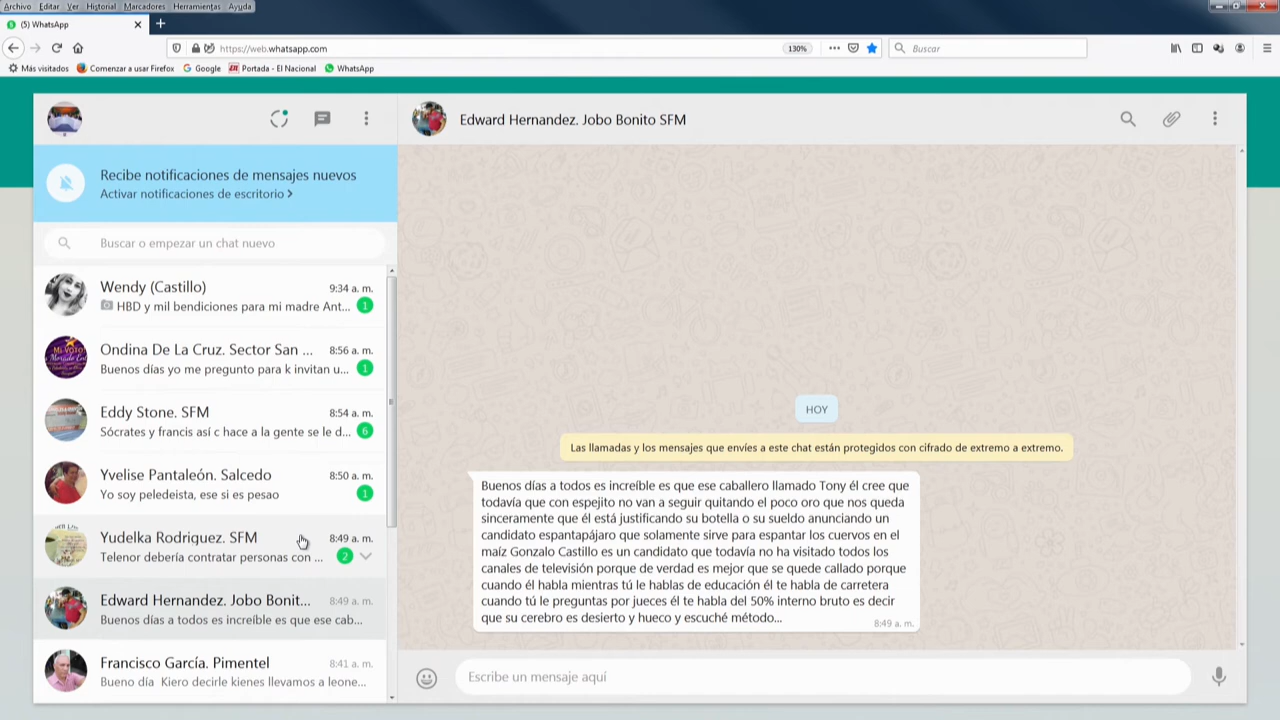 Archivo Editar Ver Historial Marcadores Herramientas Ayuda
(5) WhatsApp
https://web.whatsapp.com
130%
Buscar
Más visitados
Comenzar a usar Firefox
Google
Portada - El Nacional
WhatsApp
Edward Hernandez. Jobo Bonito SFM
Recibe notificaciones de mensajes nuevos
Activar notificaciones de escritorio >
Buscar o empezar un chat nuevo
Wendy (Castillo) 9:34 a. m.
HBD y mil bendiciones para mi madre Ant... 1
Ondina De La Cruz. Sector San ... 8:56 a. m.
Buenos días yo me pregunto para k invitan u... 1
Eddy Stone. SFM 8:54 a. m.
Sócrates y francis así c hace a la gente se le d... 6
Yvelise Pantaleón. Salcedo 8:50 a. m.
Yo soy peledeista, ese si es pesao 1
Yudelka Rodriquez. SFM 8:49 a. m.
Telenor debería contratar personas con ... 2
Edward Hernandez. Jobo Bonit... 8:49 a. m.
Buenos días a todos es increíble es que ese cab...
Francisco García. Pimentel 8:41 a. m.
Bueno día Kiero decirle kienes llevamos a leone...
HOY
Las llamadas y los mensajes que envíes a este chat están protegidos con cifrado de extremo a extremo.
Buenos días a todos es increíble es que ese caballero llamado Tony él cree que
todavía que con espejito no van a seguir quitando el poco oro que nos queda
sinceramente que él está justificando su botella o su sueldo anunciando un
candidato espantapájaro que solamente sirve para espantar los cuervos en el
maíz Gonzalo Castillo es un candidato que todavía no ha visitado todos los
canales de televisión porque de verdad es mejor que se quede callado porque
cuando él habla mientras tú le hablas de educación él te habla de carretera
cuando tú le preguntas por jueces él te habla del 50% interno bruto es decir
que su cerebro es desierto y hueco y escuché método...
8:49 a. m.
Escribe un mensaje aquí